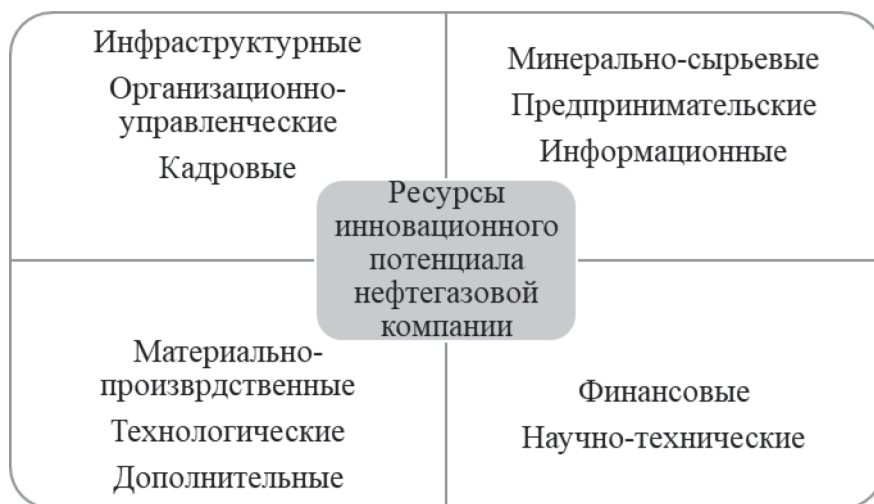 Инфраструктурные
Организационно-
управленческие
Кадровые
Минерально-сырьевые
Предпринимательские
Информационные
Ресурсы
инновационного
потенциала
нефтегазовой
компании
Материально-
произврдственные
Технологические
Дополнительные
Финансовые
Научно-технические